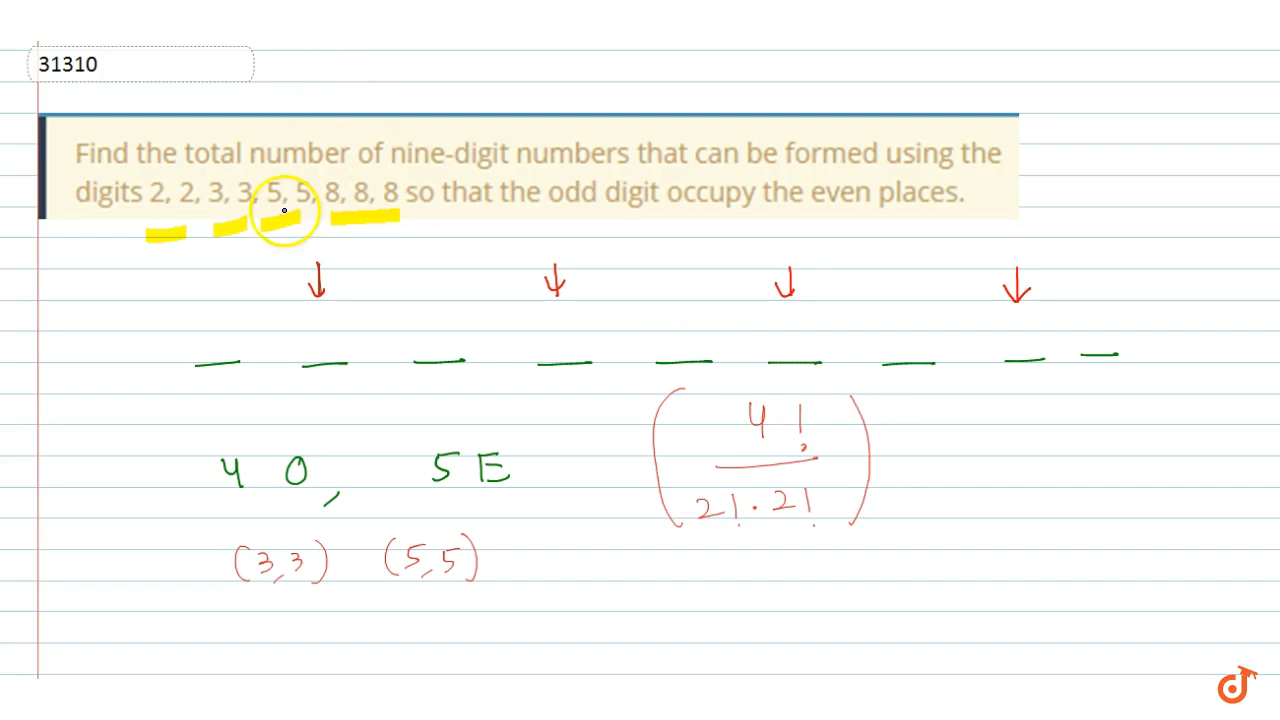 31310
Find the total number of nine-digit numbers that can be formed using the
digits 2, 2, 3, 3, 5, 5, 8, 8, 8 so that the odd digit occupy the even places.
4 O, 5 E
(3,3) (5,5)
4!
2! . 2!